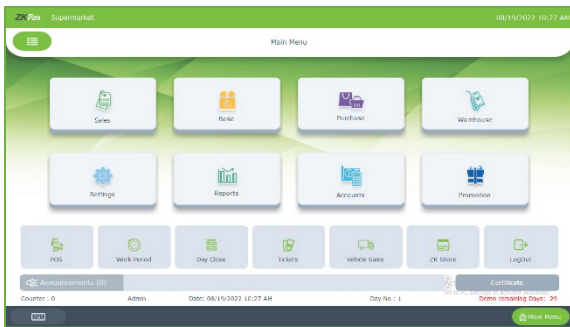 ZKPos Supermarket 08/19/2022 10:27 AM
Main Menu
Sales Basic Purchase Warehouse
Settings Reports Accounts Promotion
POS Work Period Day Close Tickets Vehicle Sales ZK Store LogOut
Announcements (0) Certificate
Counter : 0 Admin Date: 08/19/2022 10:27 AM Day No : 1 Demo remaining Days: 29
Main Menu